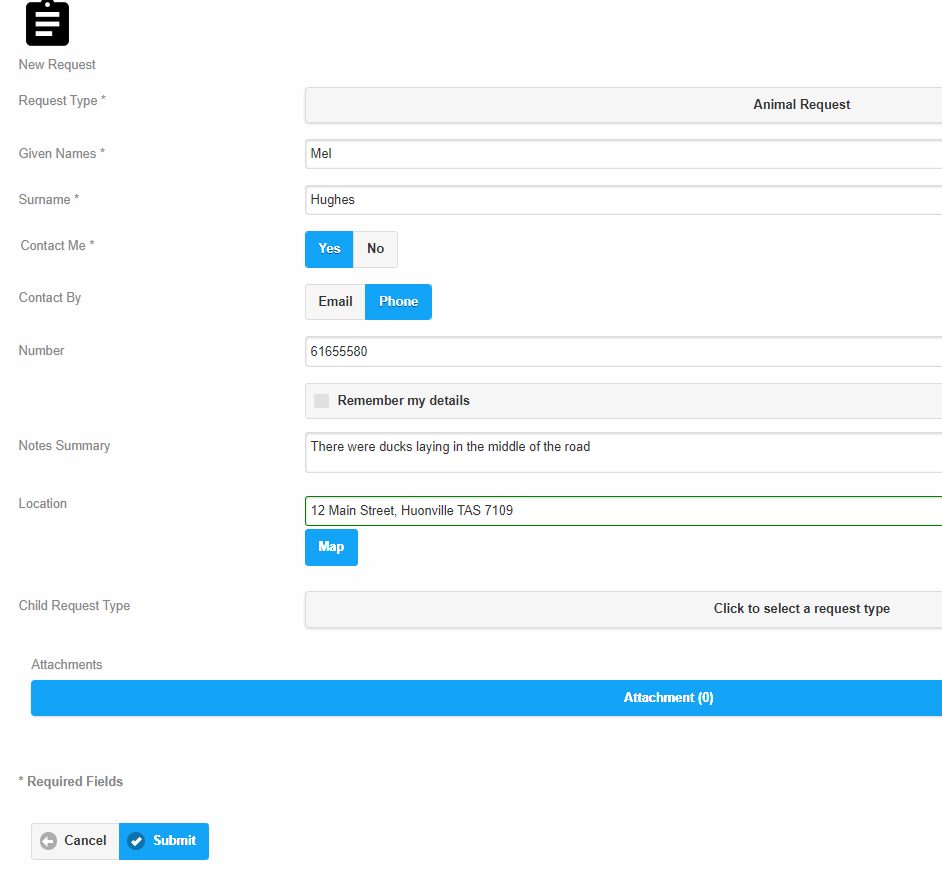 New Request
Request Type * Animal Request
Given Names * Mel
Surname * Hughes
Contact Me * Yes No
Contact By Email Phone
Number 61655580
Remember my details
Notes Summary There were ducks laying in the middle of the road
Location 12 Main Street, Huonville TAS 7109
Map
Child Request Type Click to select a request type
Attachments
Attachment (0)
* Required Fields
Cancel Submit